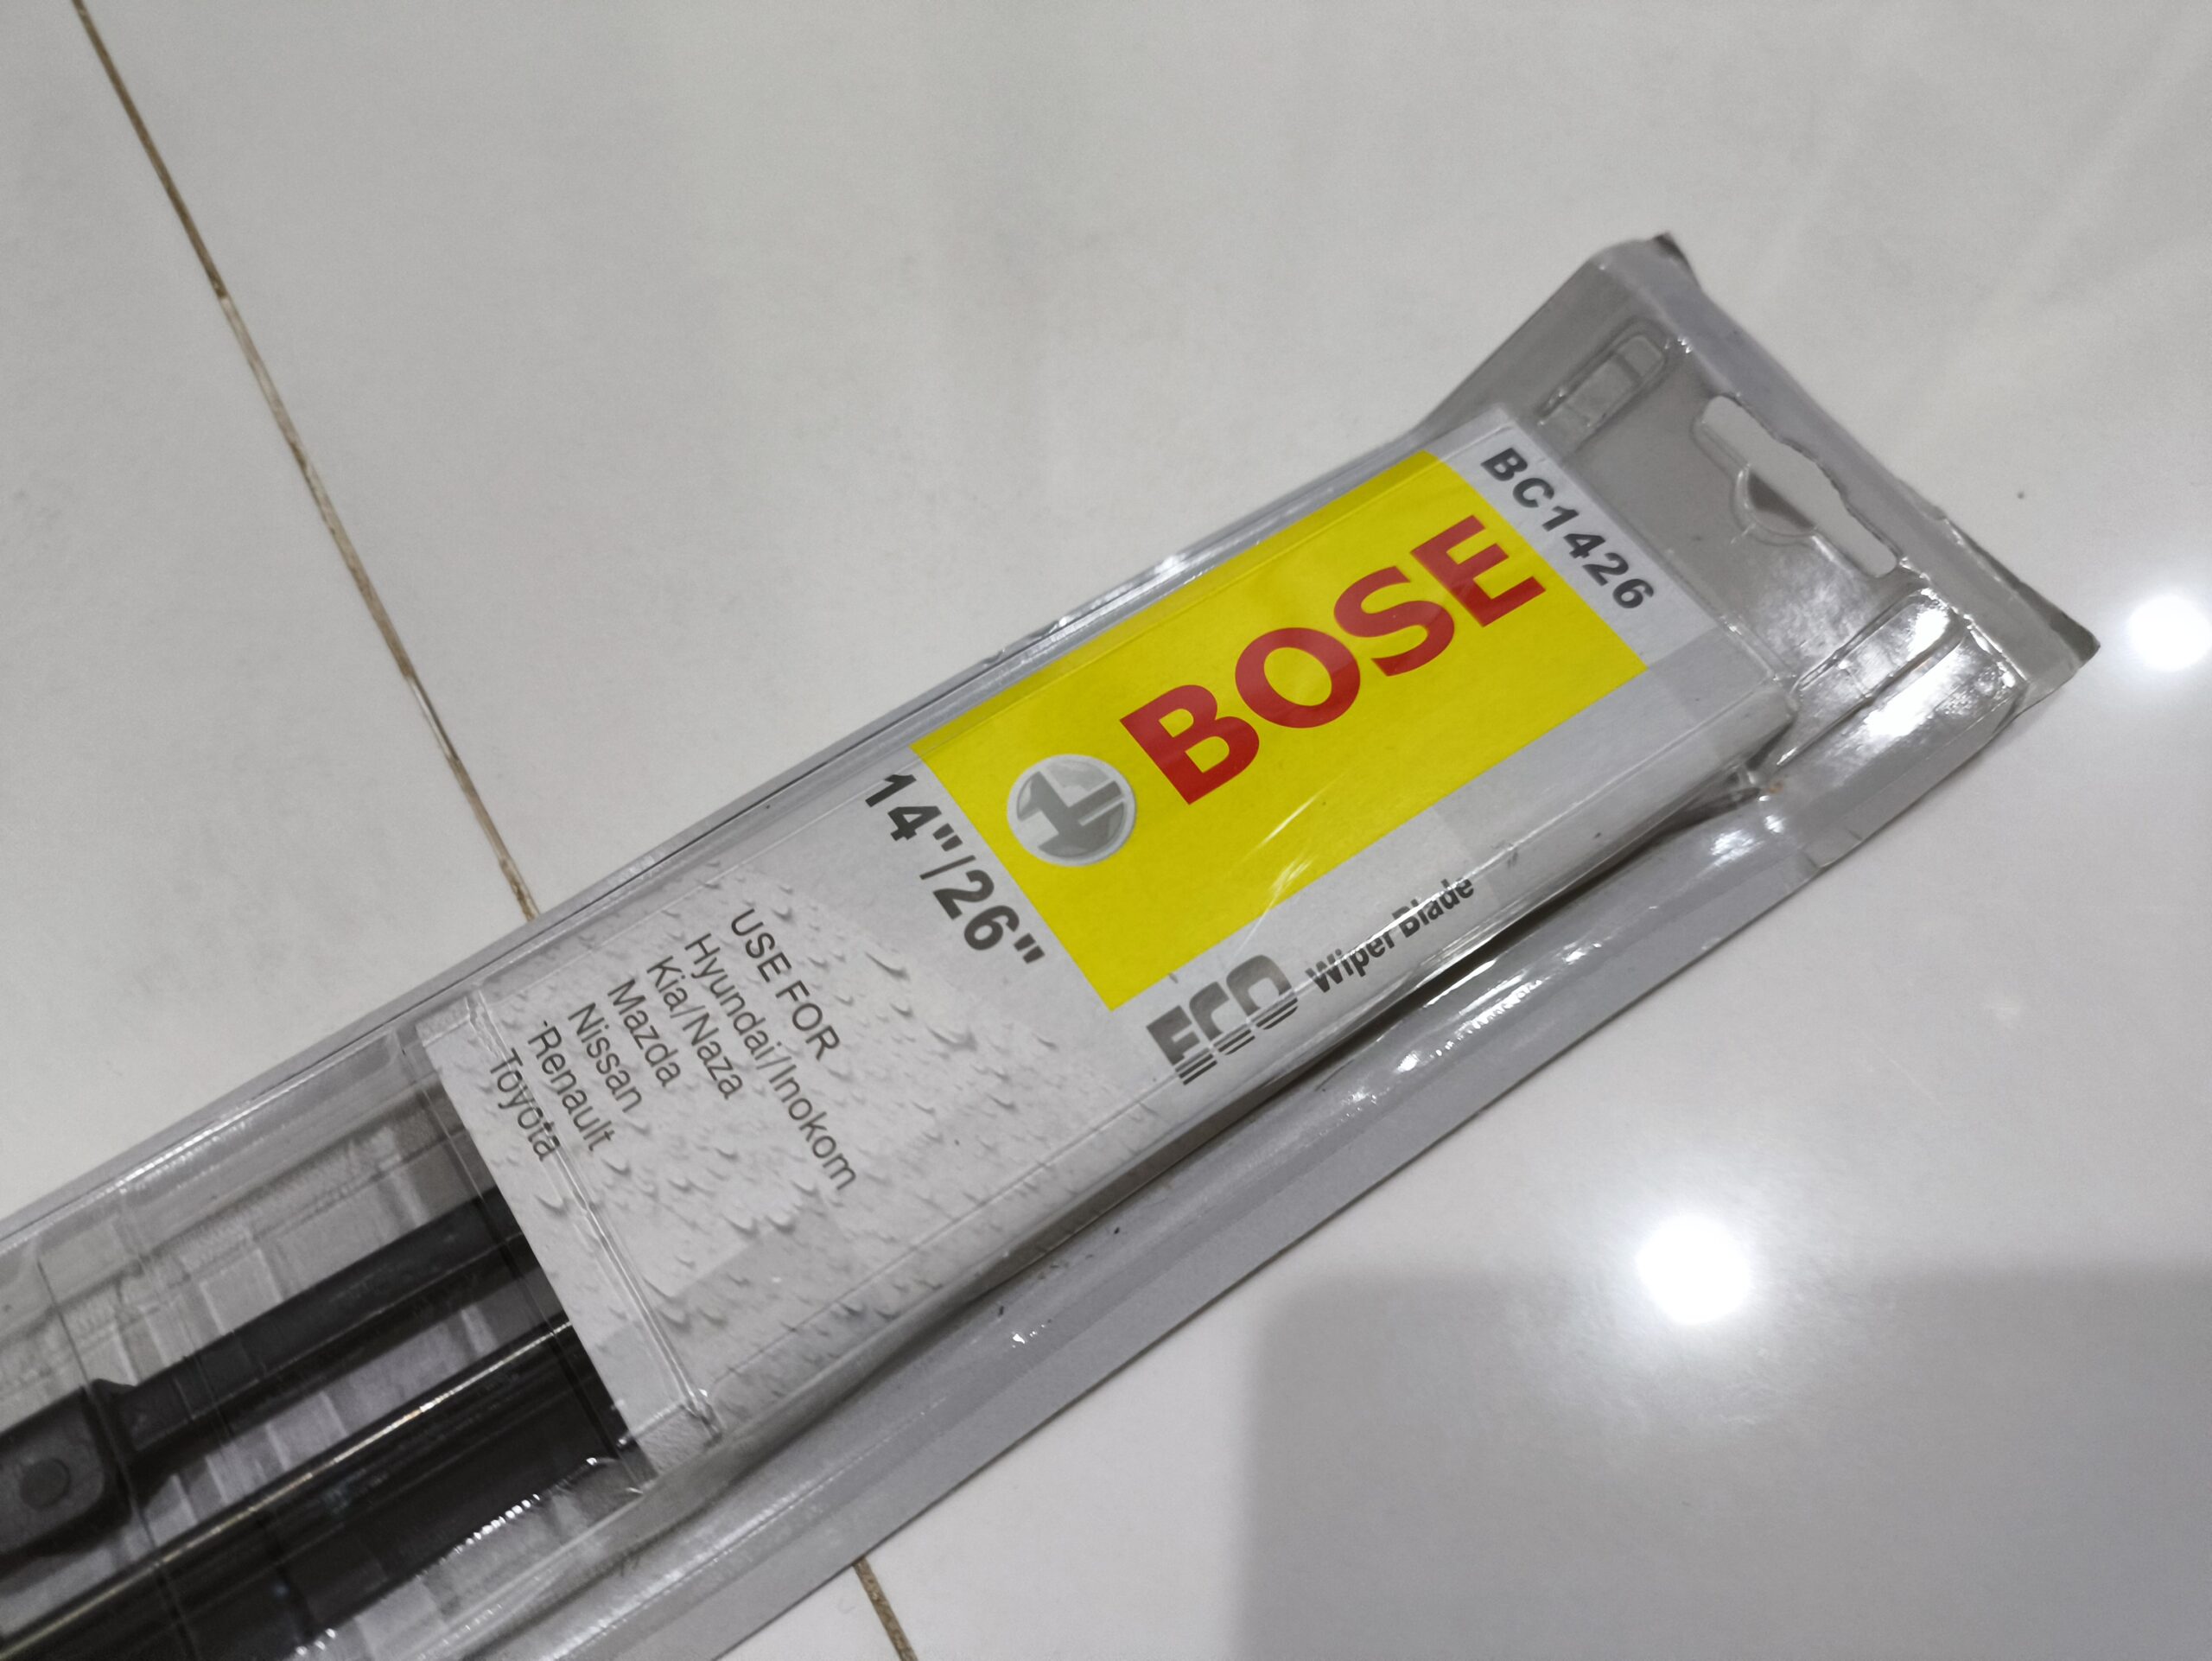 BC1426
BOSE
ECO Wiper Blade
14"/26"
USE FOR
Hyundai/Inokom
Kia/Naza
Mazda
Nissan
Renault
Toyota